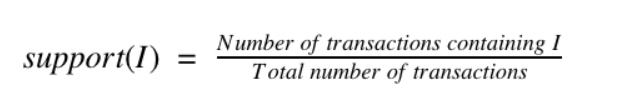 support(I) = Number of transactions containing I
Total number of transactions